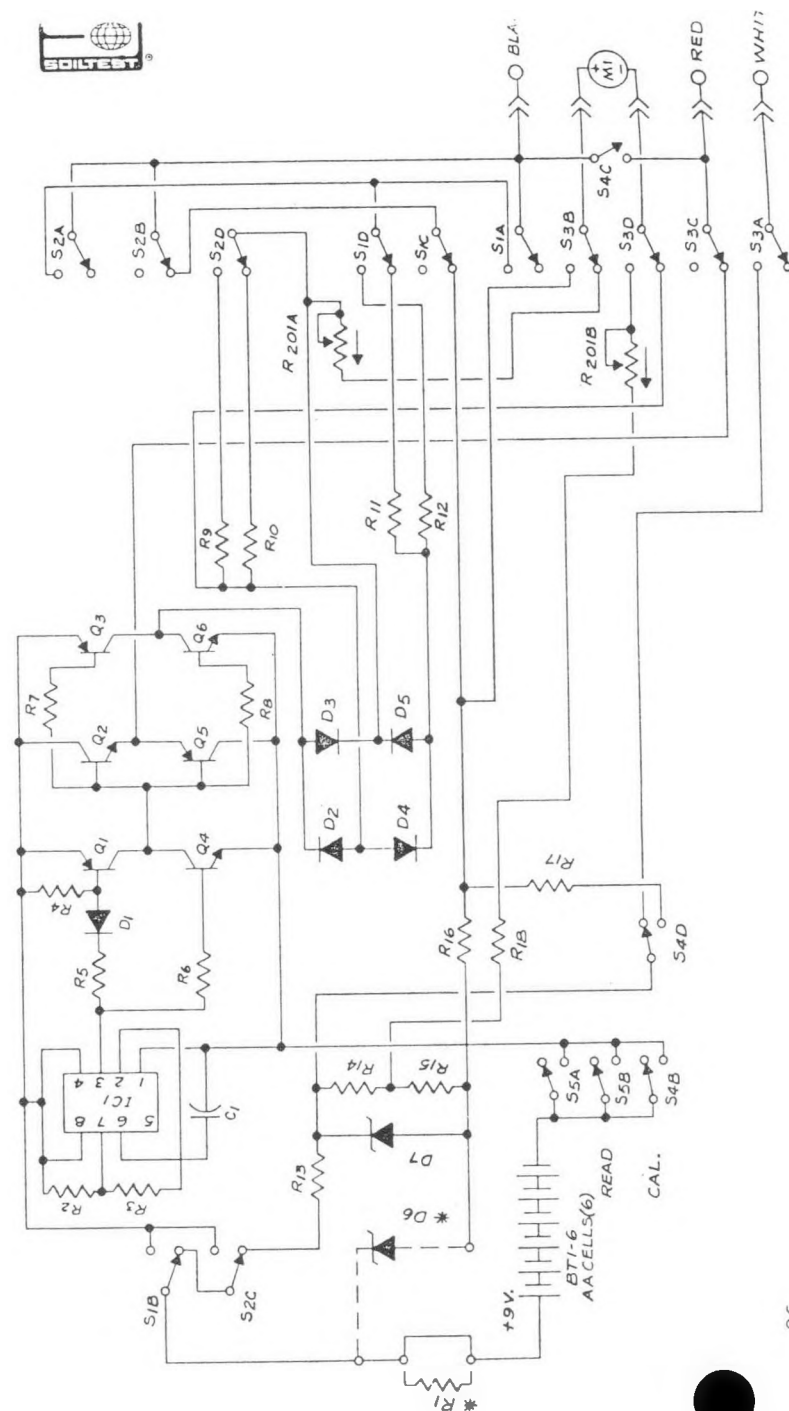 SOILTEST ®
BLA
RED
WHIT
S2A
S2B
S2D
S1D
S1C
S1A
S3B
S3D
S3C
S3A
S4C
M1
+
-
R 201A
R 201B
R9
R10
R11
R12
Q3
Q6
R7
R8
Q2
Q5
D3
D5
D2
D4
Q1
Q4
R4
D1
R5
R6
R17
R16
R18
S4D
4
3
2
1
IC1
8
7
6
5
C1
R2
R3
R14
R15
D7
R13
* D6
S1B
S2C
S5A
S5B
S4B
READ
CAL.
+9V.
BT1-6
AA CELLS(6)
* R1